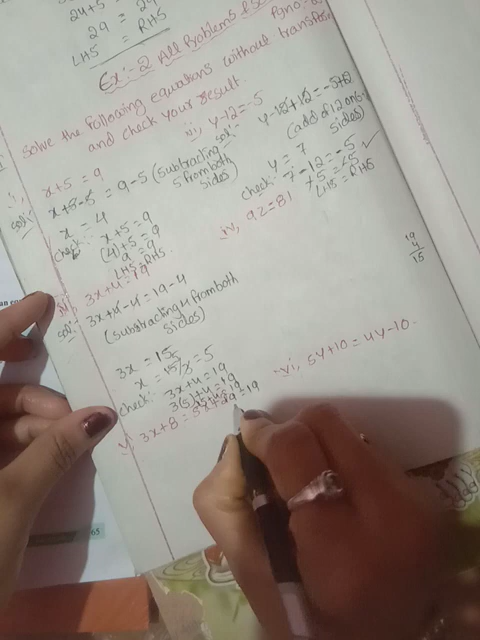 24+5 = 29
29 = 29
LHS = RHS
Ex:-2 All Problems
Solve the following equations without
and check your result.
x+5 = 9
sol:- x+5-5 = 9-5 (Subtracting
5 from both
sides)
x = 4
check:- x+5 = 9
(4)+5 = 9
9 = 9
LHS = RHS
ii, y-12=-5
sol:- y-12+12=-5+12
(add of 12 on b
sides)
y = 7
check: 7-12=-5 ✓
-5=-5
LHS=RHS
iii, 3x+4=19
sol:- 3x+4-4=19-4
(Subtracting 4 from both
sides)
3x = 15
x = 15/3=5
check: 3x+4=19
3(5)+4=19
15+4=19
19=19
iv, 9z=81
19
4
15
v, 3x+8=
vi, 5y+10=4y-10
65